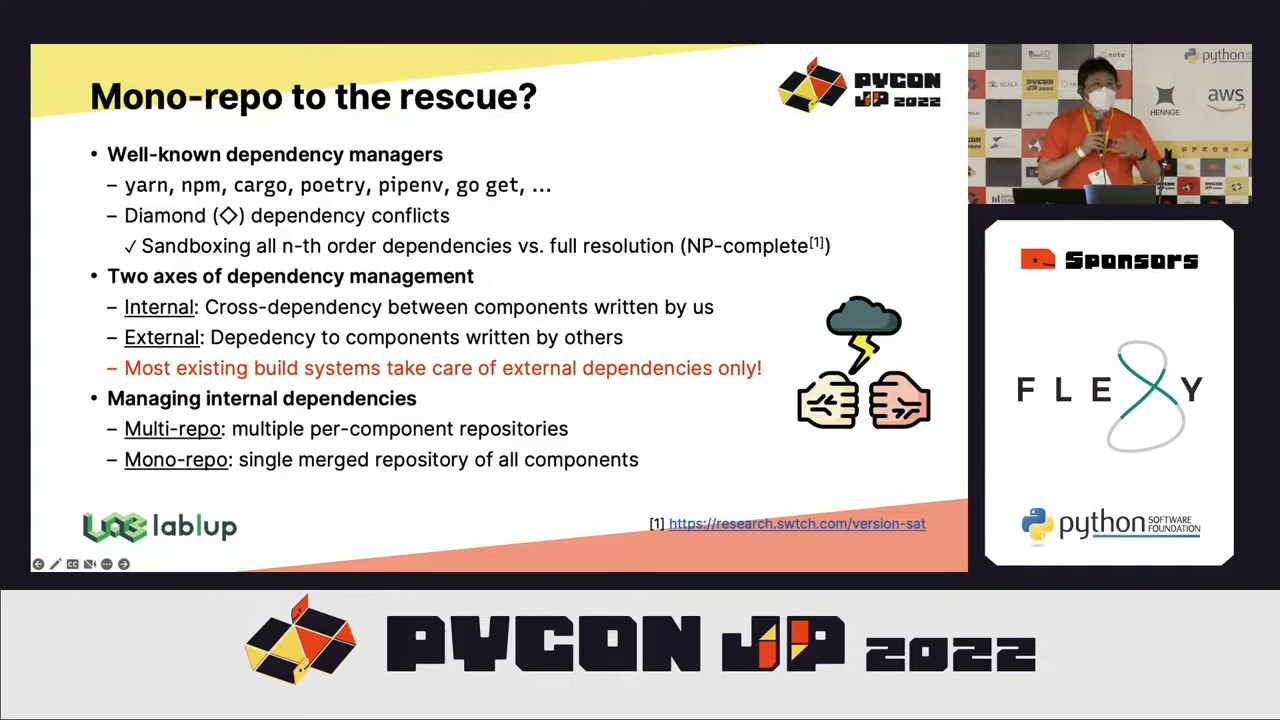 Mono-repo to the rescue?
PYCON
JP 2022
• Well-known dependency managers
– yarn, npm, cargo, poetry, pipenv, go get, ...
– Diamond (◇) dependency conflicts
✓ Sandboxing all n-th order dependencies vs. full resolution (NP-complete[1])
• Two axes of dependency management
– Internal: Cross-dependency between components written by us
– External: Depedency to components written by others
– Most existing build systems take care of external dependencies only!
• Managing internal dependencies
– Multi-repo: multiple per-component repositories
– Mono-repo: single merged repository of all components
lablup
[1] https://research.swtch.com/version-sat
python
HENNGE
aws
Sponsors
FLEXY
python SOFTWARE
FOUNDATION
PYCON JP 2022